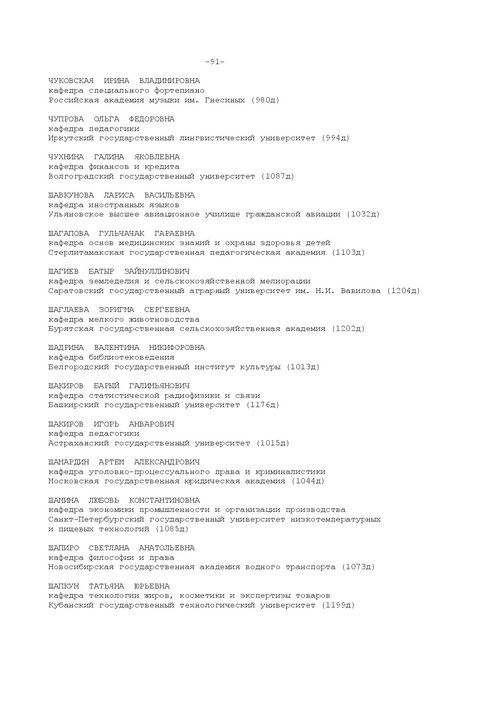 -91-
ЧУКОВСКАЯ ИРИНА ВЛАДИМИРОВНА
кафедра специального фортепиано
Российская академия музыки им. Гнесиных (980д)
ЧУПРОВА ОЛЬГА ФЕДОРОВНА
кафедра педагогики
Иркутский государственный лингвистический университет (994д)
ЧУХНИНА ГАЛИНА ЯКОВЛЕВНА
кафедра финансов и кредита
Волгоградский государственный университет (1087д)
ШАВКУНОВА ЛАРИСА ВАСИЛЬЕВНА
кафедра иностранных языков
Ульяновское высшее авиационное училище гражданской авиации (1032д)
ШАГАПОВА ГУЛЬЧАЧАК ГАРАЕВНА
кафедра основ медицинских знаний и охраны здоровья детей
Стерлитамакская государственная педагогическая академия (1103д)
ШАГИЕВ БАТЫР ЗАЙНУЛЛИНОВИЧ
кафедра земледелия и сельскохозяйственной мелиорации
Саратовский государственный аграрный университет им. Н.И. Вавилова (1204д)
ШАГЛАЕВА ЗОРИГМА СЕРГЕЕВНА
кафедра мелкого животноводства
Бурятская государственная сельскохозяйственная академия (1202д)
ШАДРИНА ВАЛЕНТИНА НИКИФОРОВНА
кафедра библиотековедения
Белгородский государственный институт культуры (1013д)
ШАКИРОВ БАРЫЙ ГАЛИМЬЯНОВИЧ
кафедра статистической радиофизики и связи
Башкирский государственный университет (1176д)
ШАКИРОВ ИГОРЬ АНВАРОВИЧ
кафедра педагогики
Астраханский государственный университет (1015д)
ШАМАРДИН АРТЕМ АЛЕКСАНДРОВИЧ
кафедра уголовно-процессуального права и криминалистики
Московская государственная юридическая академия (1044д)
ШАМИНА ЛЮБОВЬ КОНСТАНТИНОВНА
кафедра экономики промышленности и организации производства
Санкт-Петербургский государственный университет низкотемпературных
и пищевых технологий (1085д)
ШАПИРО СВЕТЛАНА АНАТОЛЬЕВНА
кафедра философии и права
Новосибирская государственная академия водного транспорта (1073д)
ШАПКУН ТАТЬЯНА ЮРЬЕВНА
кафедра технологии жиров, косметики и экспертизы товаров
Кубанский государственный технологический университет (1199д)